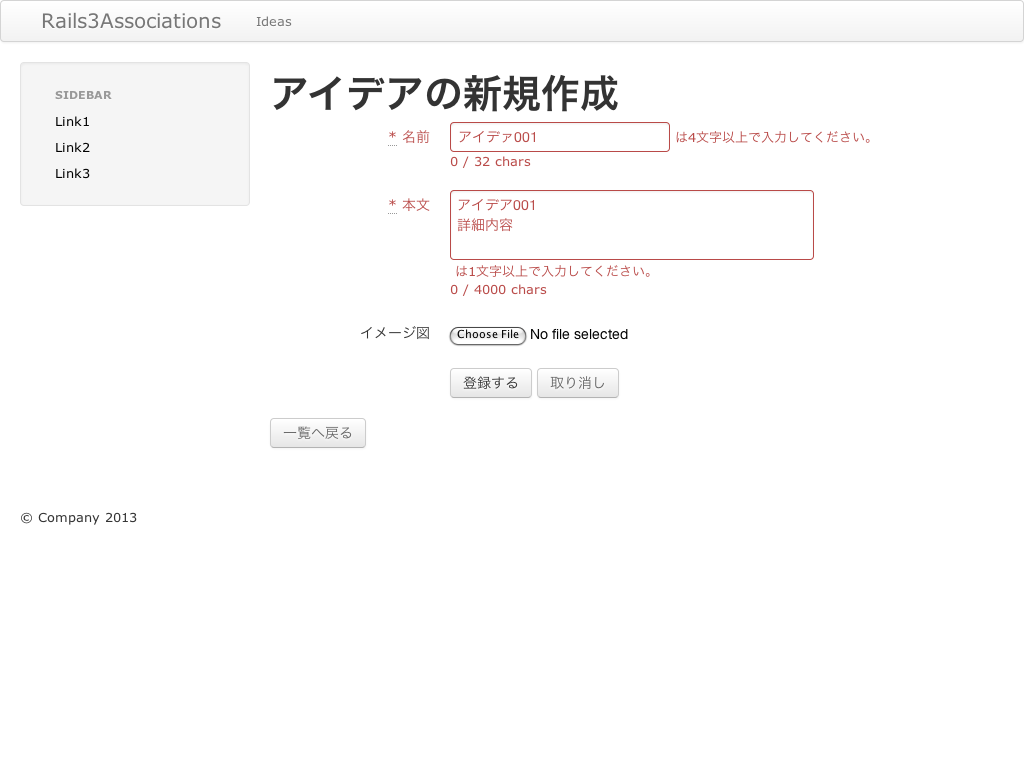 Rails3Associations Ideas
SIDEBAR
Link1
Link2
Link3
アイデアの新規作成
* 名前 アイデァ001 は4文字以上で入力してください。
0 / 32 chars
* 本文 アイデア001
詳細内容
は1文字以上で入力してください。
0 / 4000 chars
イメージ図 Choose File No file selected
登録する 取り消し
一覧へ戻る
© Company 2013